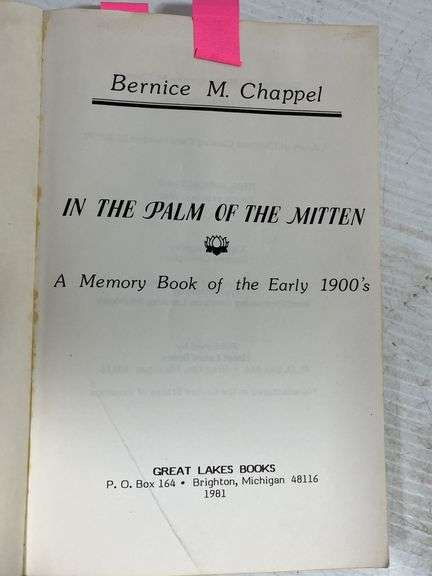 Bernice M. Chappel
IN THE PALM OF THE MITTEN
A Memory Book of the Early 1900's
GREAT LAKES BOOKS
P. O. Box 164 • Brighton, Michigan 48116
1981